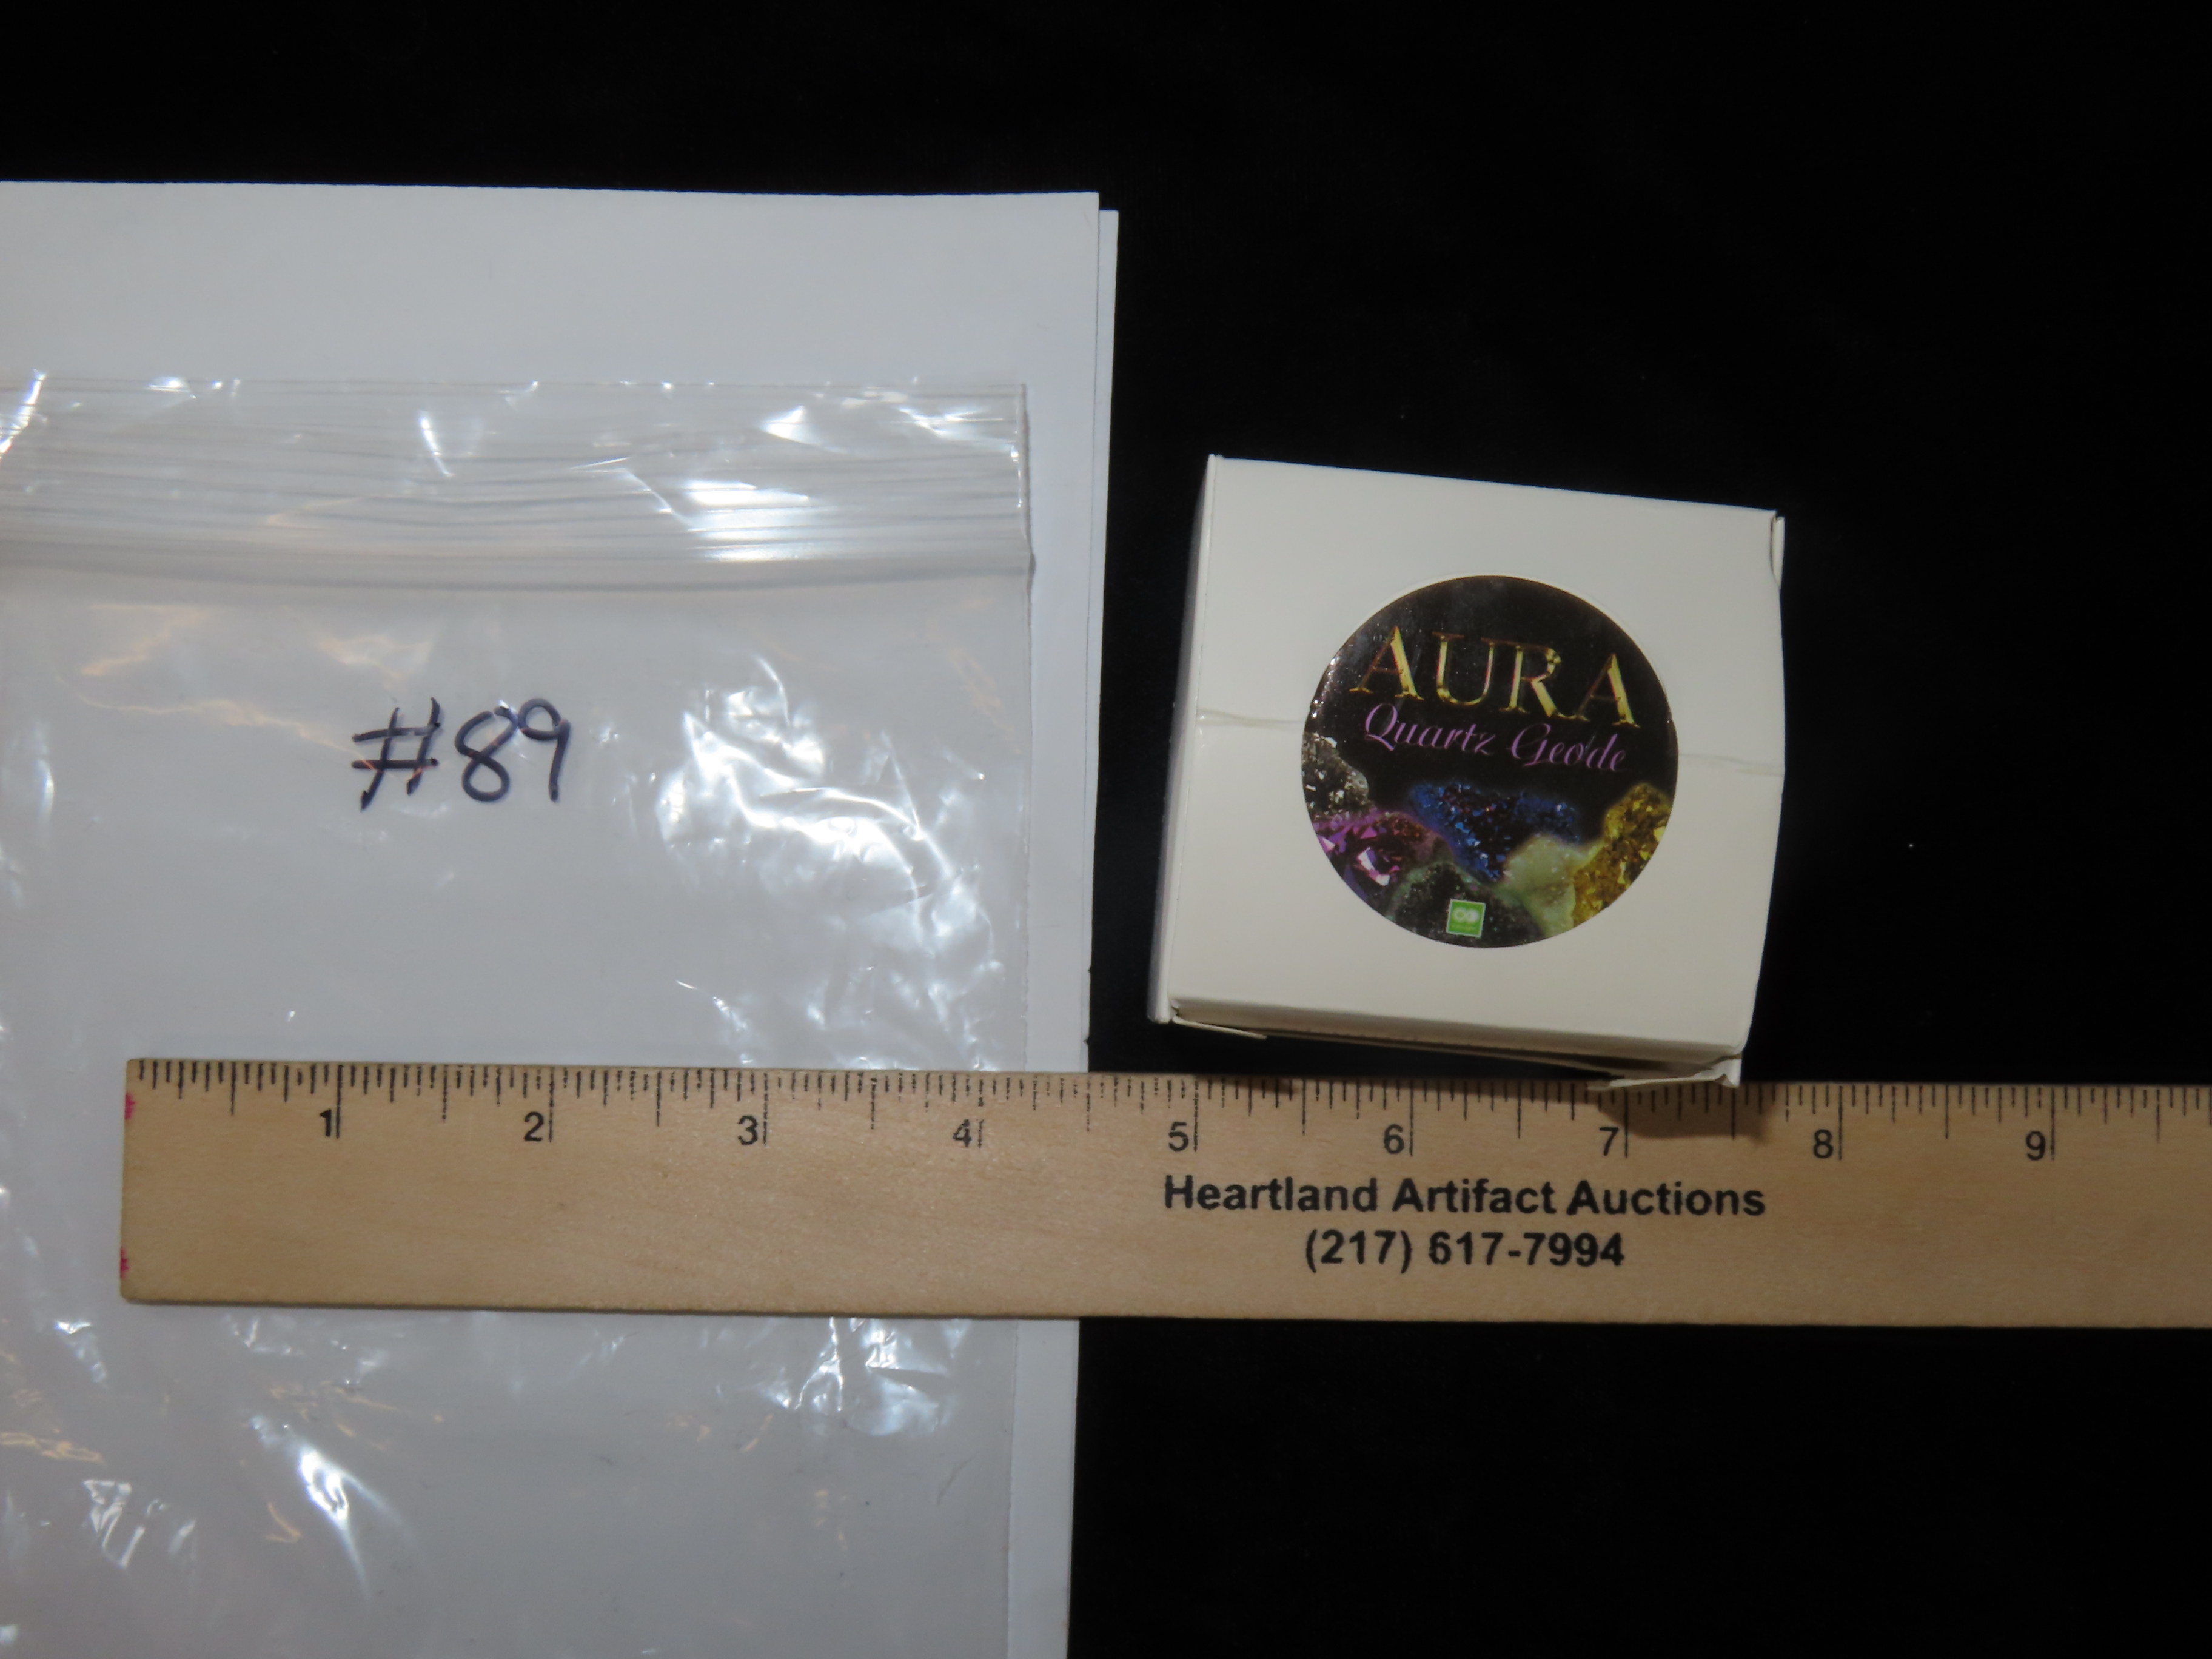 #89
AURA
Quartz Geode
1 2 3 4 5 6 7 8 9
Heartland Artifact Auctions
(217) 617-7994